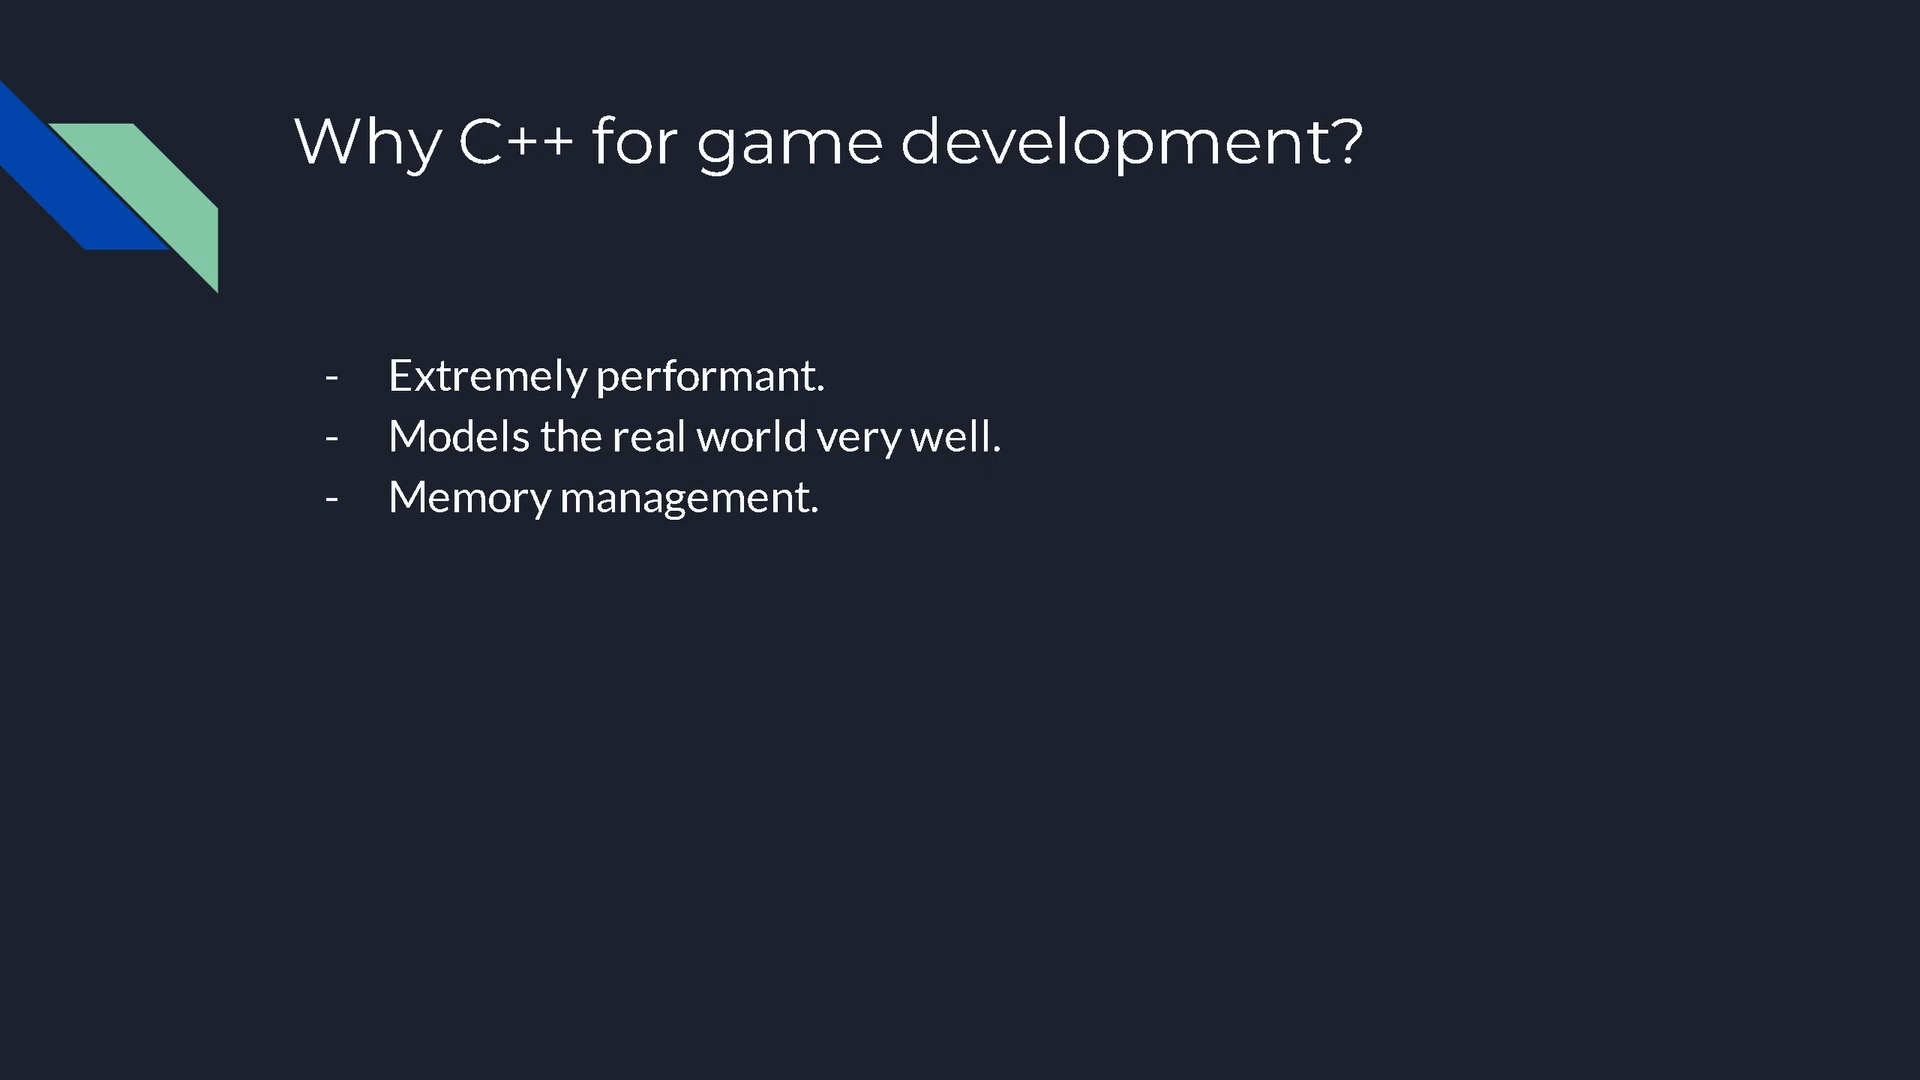 Why C++ for game development?
- Extremely performant.
- Models the real world very well.
- Memory management.